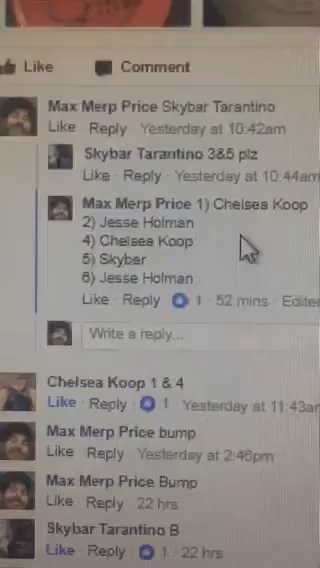 Like Comment
Max Merp Price Skybar Tarantino
Like Reply Yesterday at 10:42am
Skybar Tarantino 3&5 plz
Like · Reply · Yesterday at 10:44am
Max Merp Price 1) Chelsea Koop
2) Jesse Holman
4) Chelsea Koop
5) Skybar
6) Jesse Holman
Like · Reply · 1 · 52 mins · Edite
Write a reply...
Chelsea Koop 1 & 4
Like · Reply · 1 · Yesterday at 11:43am
Max Merp Price bump
Like Reply Yesterday at 2:46pm
Max Merp Price Bump
Like Reply 22 hrs
Skybar Tarantino B
Like · Reply · 1 · 22 hrs